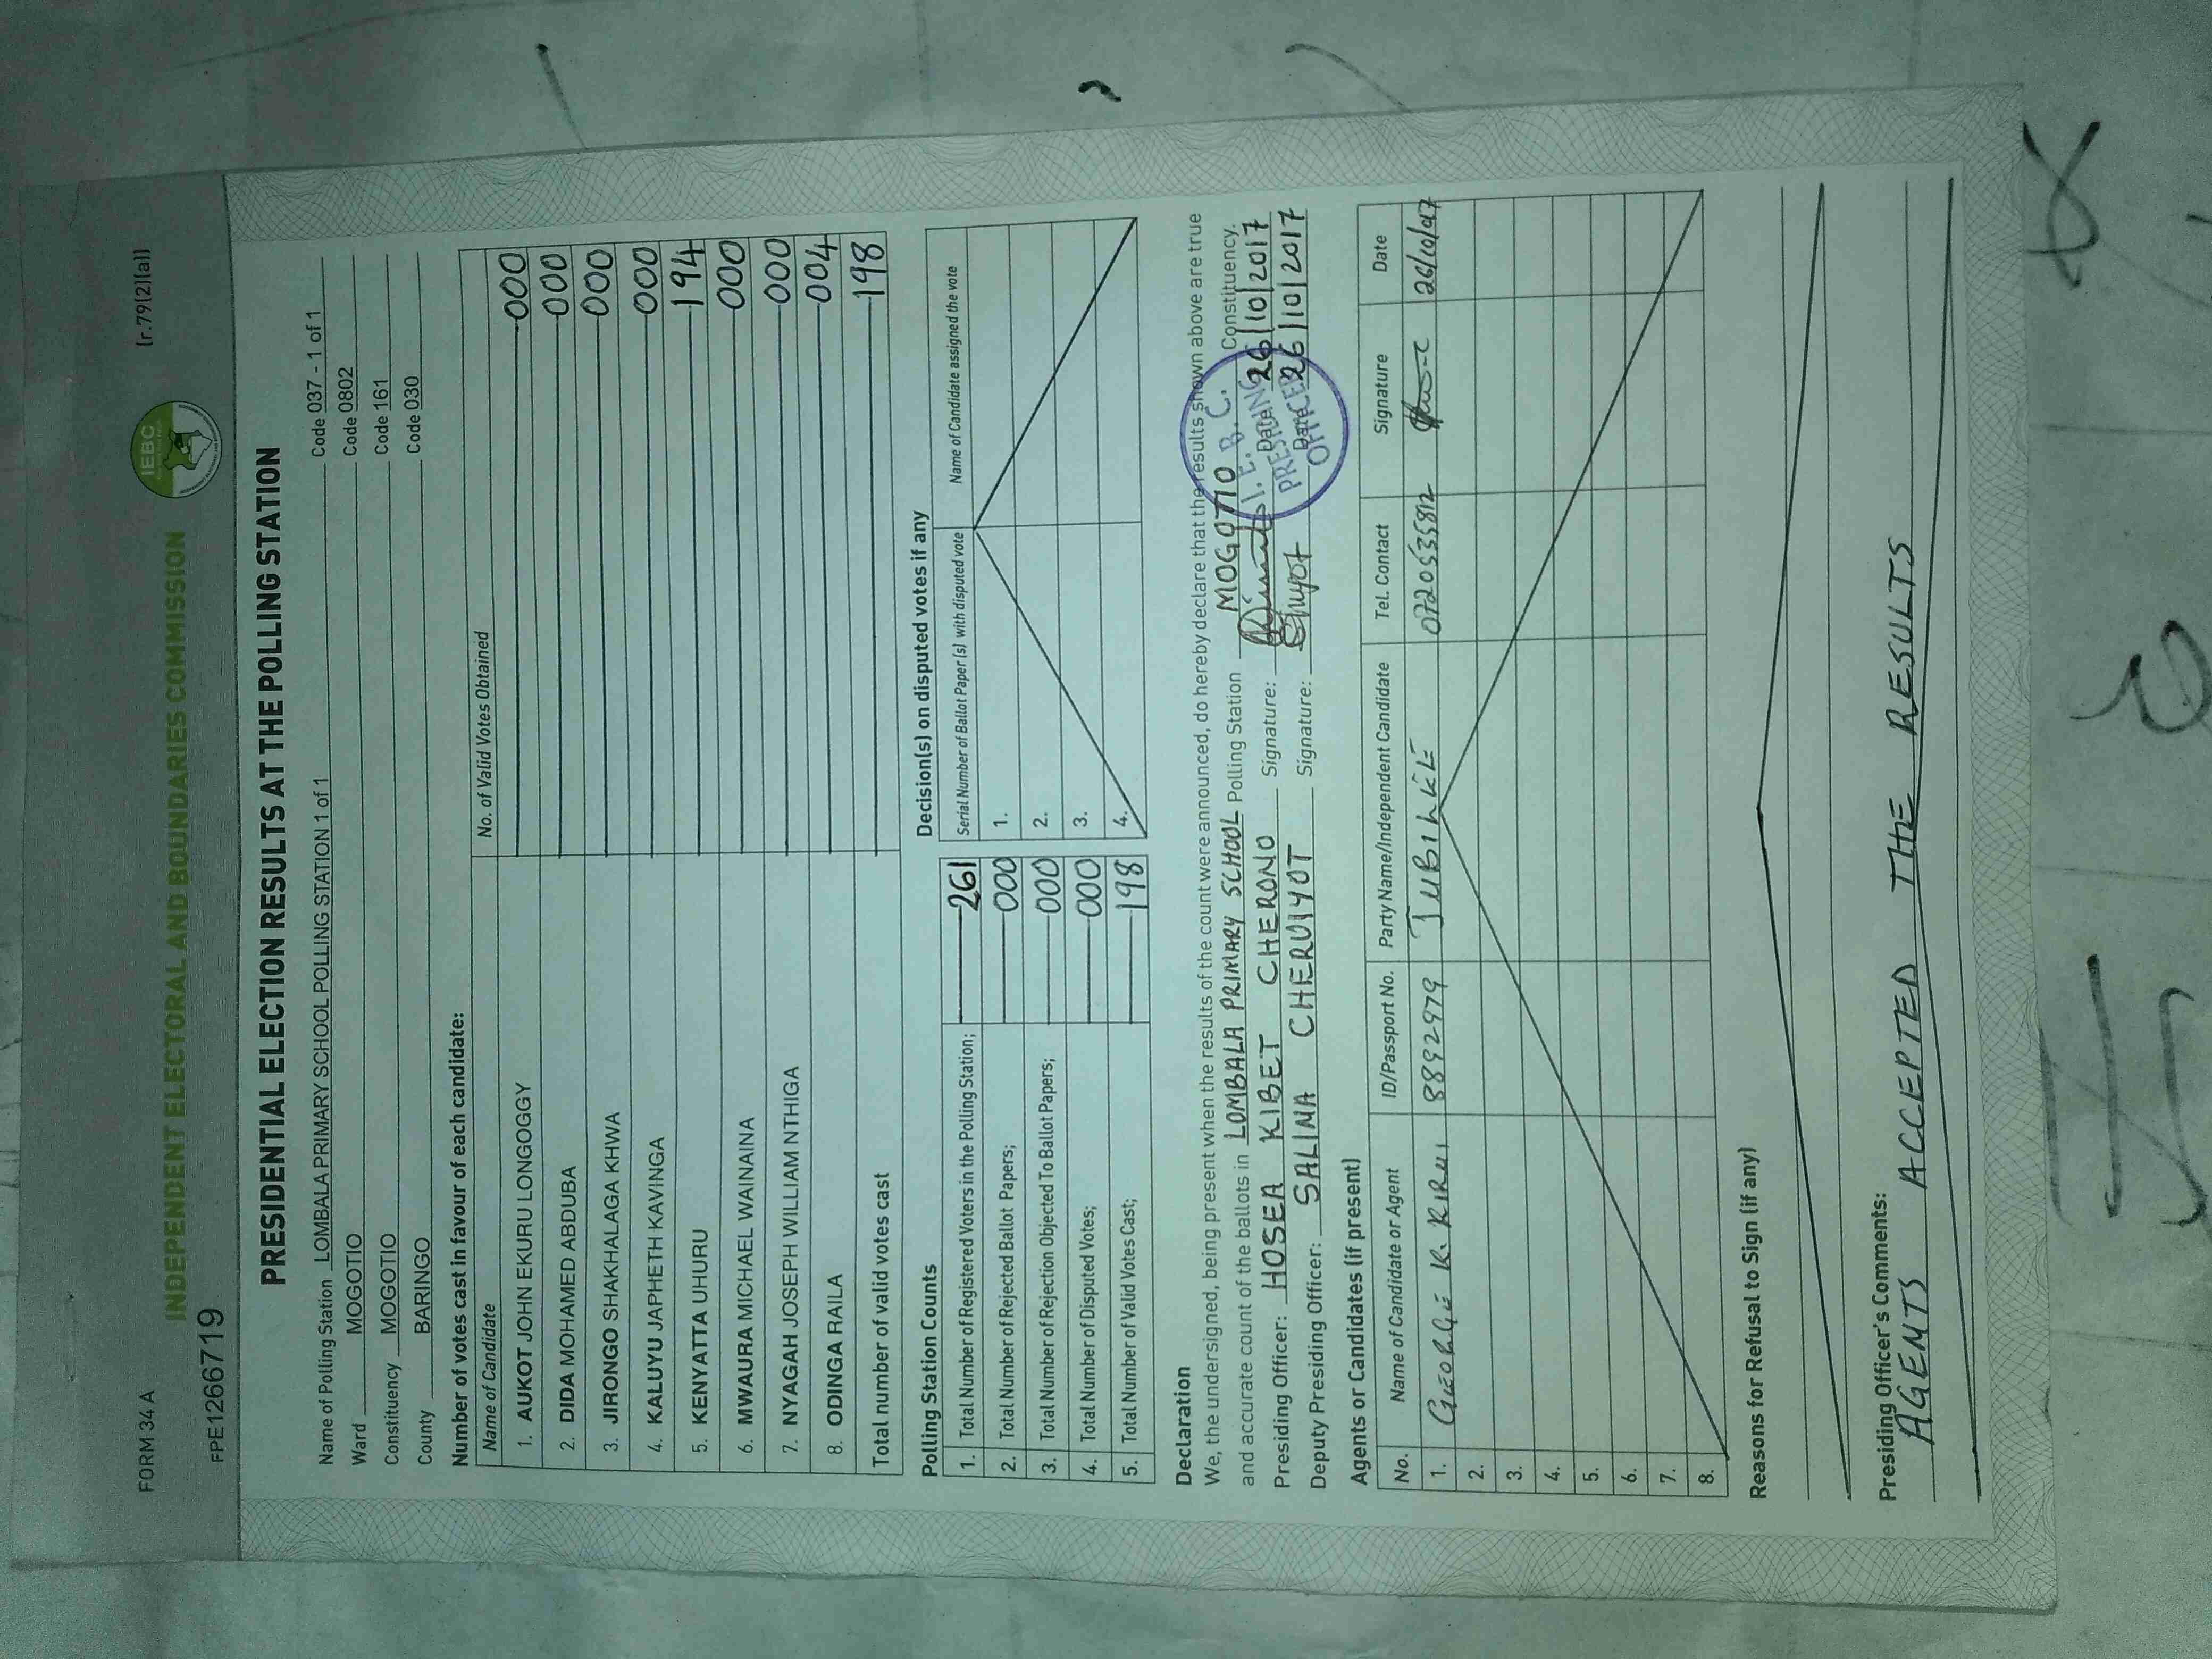 FORM 34 A
(r.79(2)(a))
IEBC
INDEPENDENT ELECTORAL AND BOUNDARIES COMMISSION
FPE1266719
PRESIDENTIAL ELECTION RESULTS AT THE POLLING STATION
Name of Polling Station LOMBALA PRIMARY SCHOOL POLLING STATION 1 of 1 Code 037 - 1 of 1
Ward MOGOTIO Code 0802
Constituency MOGOTIO Code 161
County BARINGO Code 030
Number of votes cast in favour of each candidate:
Name of Candidate No. of Valid Votes Obtained
1. AUKOT JOHN EKURU LONGOGGY 000
2. DIDA MOHAMED ABDUBA 000
3. JIRONGO SHAKHALAGA KHWA 000
4. KALUYU JAPHETH KAVINGA 000
5. KENYATTA UHURU 194
6. MWAURA MICHAEL WAINAINA 000
7. NYAGAH JOSEPH WILLIAM NTHIGA 000
8. ODINGA RAILA 004
Total number of valid votes cast 198
Polling Station Counts
1. Total Number of Registered Voters in the Polling Station; 261
2. Total Number of Rejected Ballot Papers; 000
3. Total Number of Rejection Objected To Ballot Papers; 000
4. Total Number of Disputed Votes; 000
5. Total Number of Valid Votes Cast; 198
Decision(s) on disputed votes if any
Serial Number of Ballot Paper (s) with disputed vote Name of Candidate assigned the vote
1.
2.
3.
4.
Declaration
We, the undersigned, being present when the results of the count were announced, do hereby declare that the results shown above are true
and accurate count of the ballots in LOMBALA PRIMARY SCHOOL Polling Station MOGOTIO Constituency.
Presiding Officer: HOSEA KIBET CHERONO Signature: Date 26/10/2017
Deputy Presiding Officer: SALINA CHERUIYOT Signature: Date 26/10/2017
I.E.B.C.
PRESIDING
OFFICER
Agents or Candidates (if present)
No. Name of Candidate or Agent ID/Passport No. Party Name/Independent Candidate Tel. Contact Signature Date
1. GEORGE K. KIRUI 8892979 JUBILEE 0720535812 26/10/017
2.
3.
4.
5.
6.
7.
8.
Reasons for Refusal to Sign (if any)
Presiding Officer's Comments:
AGENTS ACCEPTED THE RESULTS